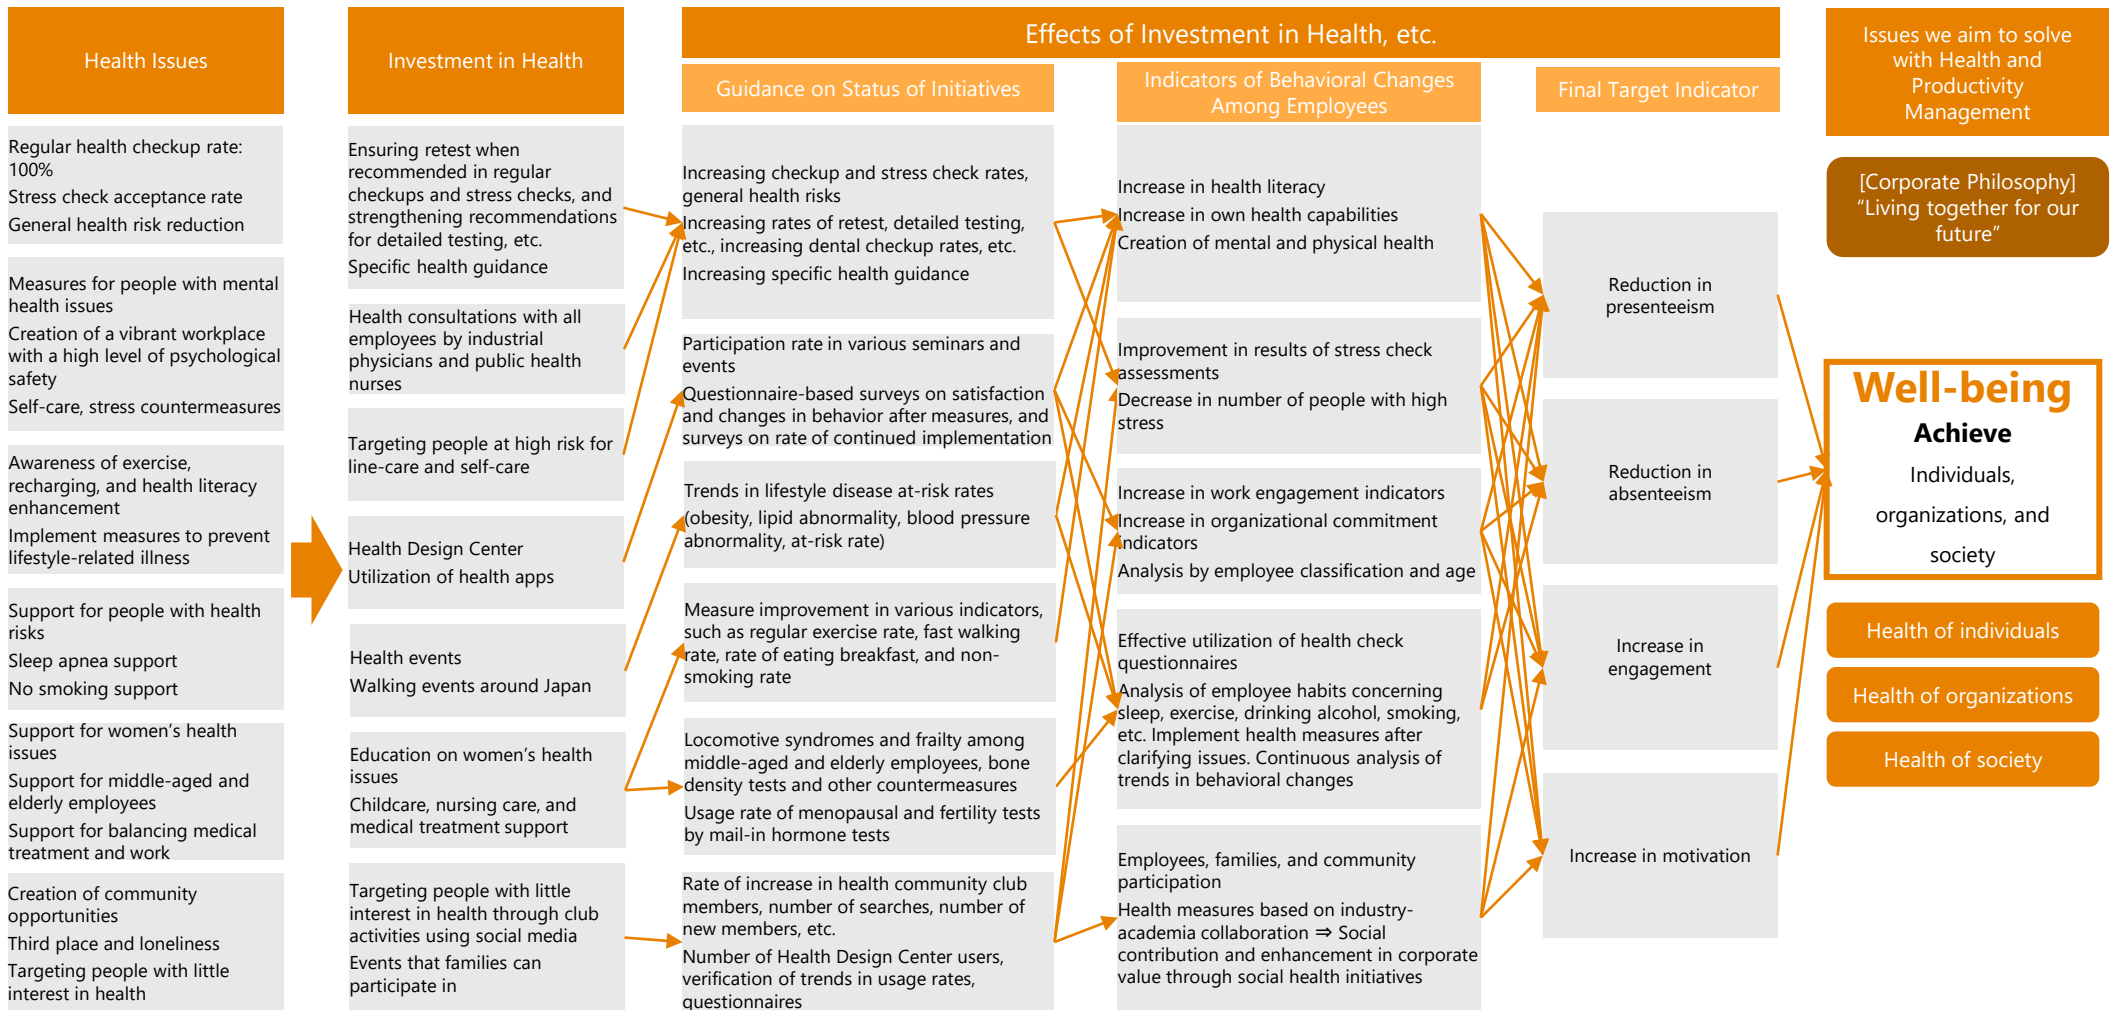 Health Issues
Regular health checkup rate:
100%
Stress check acceptance rate
General health risk reduction
Measures for people with mental
health issues
Creation of a vibrant workplace
with a high level of psychological
safety
Self-care, stress countermeasures
Awareness of exercise,
recharging, and health literacy
enhancement
Implement measures to prevent
lifestyle-related illness
Support for people with health
risks
Sleep apnea support
No smoking support
Support for women's health
issues
Support for middle-aged and
elderly employees
Support for balancing medical
treatment and work
Creation of community
opportunities
Third place and loneliness
Targeting people with little
interest in health
Investment in Health
Ensuring retest when
recommended in regular
checkups and stress checks, and
strengthening recommendations
for detailed testing, etc.
Specific health guidance
Health consultations with all
employees by industrial
physicians and public health
nurses
Targeting people at high risk for
line-care and self-care
Health Design Center
Utilization of health apps
Health events
Walking events around Japan
Education on women's health
issues
Childcare, nursing care, and
medical treatment support
Targeting people with little
interest in health through club
activities using social media
Events that families can
participate in
Effects of Investment in Health, etc.
Guidance on Status of Initiatives
Increasing checkup and stress check rates,
general health risks
Increasing rates of retest, detailed testing,
etc., increasing dental checkup rates, etc.
Increasing specific health guidance
Participation rate in various seminars and
events
Questionnaire-based surveys on satisfaction
and changes in behavior after measures, and
surveys on rate of continued implementation
Trends in lifestyle disease at-risk rates
(obesity, lipid abnormality, blood pressure
abnormality, at-risk rate)
Measure improvement in various indicators,
such as regular exercise rate, fast walking
rate, rate of eating breakfast, and non-
smoking rate
Locomotive syndromes and frailty among
middle-aged and elderly employees, bone
density tests and other countermeasures
Usage rate of menopausal and fertility tests
by mail-in hormone tests
Rate of increase in health community club
members, number of searches, number of
new members, etc.
Number of Health Design Center users,
verification of trends in usage rates,
questionnaires
Indicators of Behavioral Changes
Among Employees
Increase in health literacy
Increase in own health capabilities
Creation of mental and physical health
Improvement in results of stress check
assessments
Decrease in number of people with high
stress
Increase in work engagement indicators
Increase in organizational commitment
indicators
Analysis by employee classification and age
Effective utilization of health check
questionnaires
Analysis of employee habits concerning
sleep, exercise, drinking alcohol, smoking,
etc. Implement health measures after
clarifying issues. Continuous analysis of
trends in behavioral changes
Employees, families, and community
participation
Health measures based on industry-
academia collaboration ⇒ Social
contribution and enhancement in corporate
value through social health initiatives
Final Target Indicator
Reduction in
presenteeism
Reduction in
absenteeism
Increase in
engagement
Increase in motivation
Issues we aim to solve
with Health and
Productivity
Management
[Corporate Philosophy]
“Living together for our
future”
Well-being
Achieve
Individuals,
organizations, and
society
Health of individuals
Health of organizations
Health of society